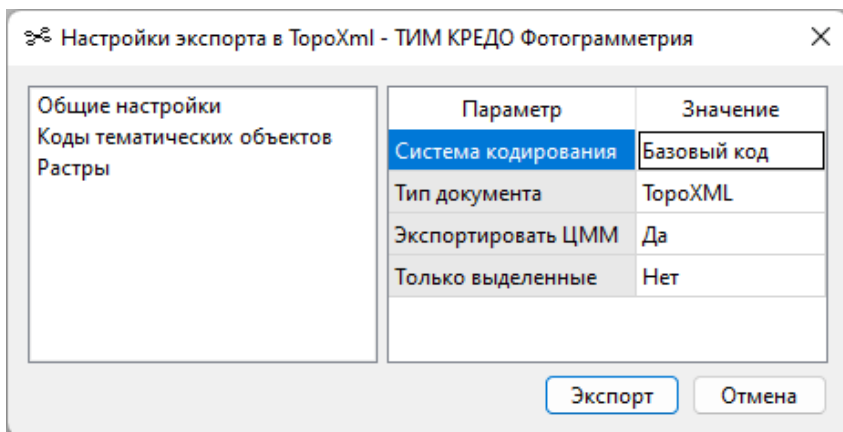 Настройки экспорта в TopoXml - ТИМ КРЕДО Фотограмметрия
Общие настройки
Коды тематических объектов
Растры
Параметр Значение
Система кодирования Базовый код
Тип документа TopoXML
Экспортировать ЦММ Да
Только выделенные Нет
Экспорт Отмена